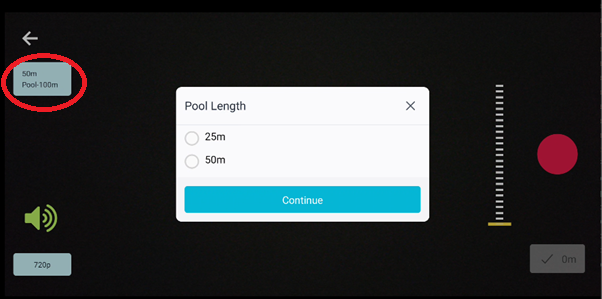 50m
Pool-100m
Pool Length
25m
50m
Continue
720p
0m